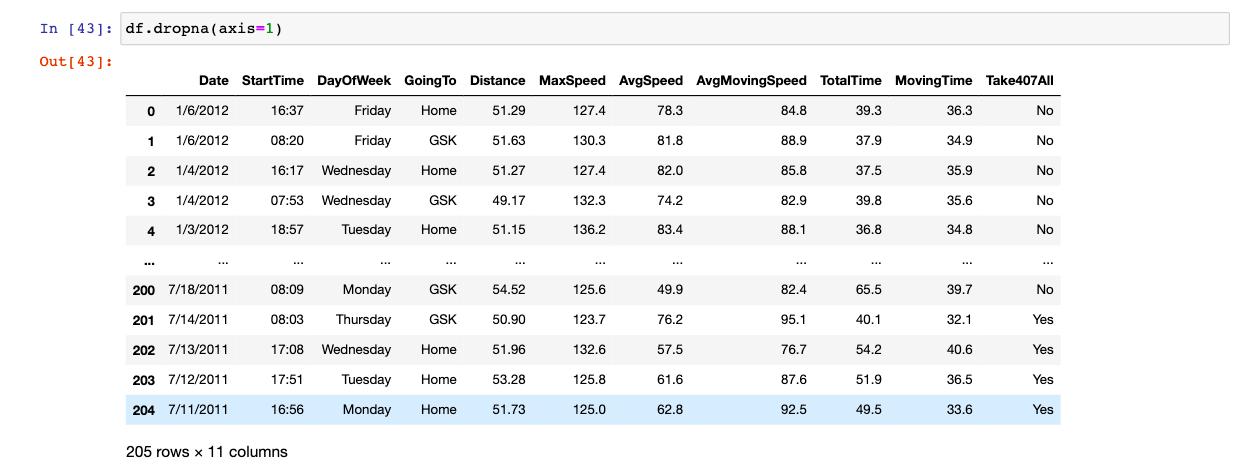 In [43]: df.dropna(axis=1)
Out[43]:
Date StartTime DayOfWeek GoingTo Distance MaxSpeed AvgSpeed AvgMovingSpeed TotalTime MovingTime Take407All
0 1/6/2012 16:37 Friday Home 51.29 127.4 78.3 84.8 39.3 36.3 No
1 1/6/2012 08:20 Friday GSK 51.63 130.3 81.8 88.9 37.9 34.9 No
2 1/4/2012 16:17 Wednesday Home 51.27 127.4 82.0 85.8 37.5 35.9 No
3 1/4/2012 07:53 Wednesday GSK 49.17 132.3 74.2 82.9 39.8 35.6 No
4 1/3/2012 18:57 Tuesday Home 51.15 136.2 83.4 88.1 36.8 34.8 No
... ... ... ... ... ... ... ... ... ... ... ...
200 7/18/2011 08:09 Monday GSK 54.52 125.6 49.9 82.4 65.5 39.7 No
201 7/14/2011 08:03 Thursday GSK 50.90 123.7 76.2 95.1 40.1 32.1 Yes
202 7/13/2011 17:08 Wednesday Home 51.96 132.6 57.5 76.7 54.2 40.6 Yes
203 7/12/2011 17:51 Tuesday Home 53.28 125.8 61.6 87.6 51.9 36.5 Yes
204 7/11/2011 16:56 Monday Home 51.73 125.0 62.8 92.5 49.5 33.6 Yes
205 rows × 11 columns